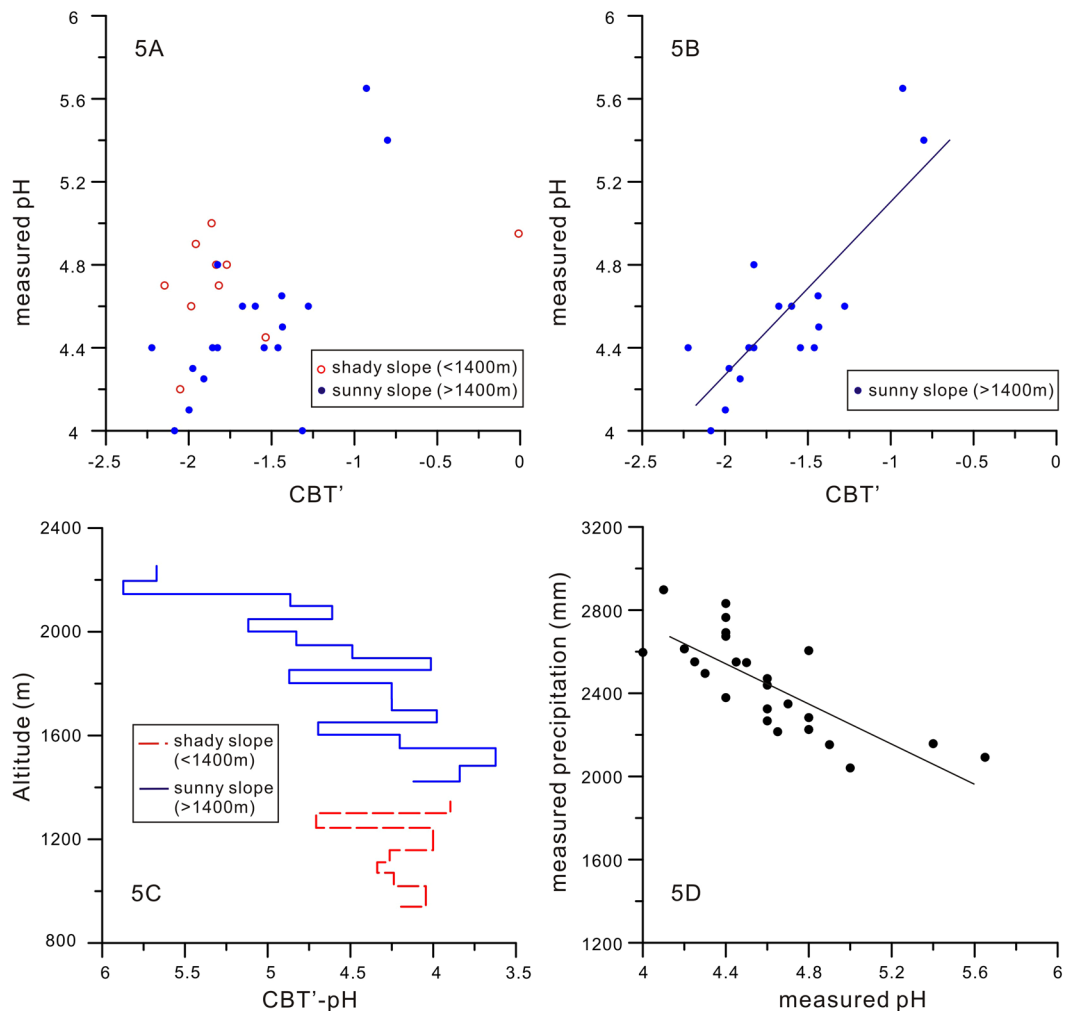 6
5.6
5.2
4.8
4.4
4
measured pH
5A
shady slope (<1400m)
sunny slope (>1400m)
-2.5
-2
-1.5
-1
-0.5
0
CBT’
6
5.6
5.2
4.8
4.4
4
measured pH
5B
sunny slope (>1400m)
-2.5
-2
-1.5
-1
-0.5
0
CBT’
2400
2000
1600
1200
800
Altitude (m)
shady slope
(<1400m)
sunny slope
(>1400m)
5C
6
5.5
5
4.5
4
3.5
CBT’-pH
3200
2800
2400
2000
1600
1200
measured precipitation (mm)
5D
4
4.4
4.8
5.2
5.6
6
measured pH